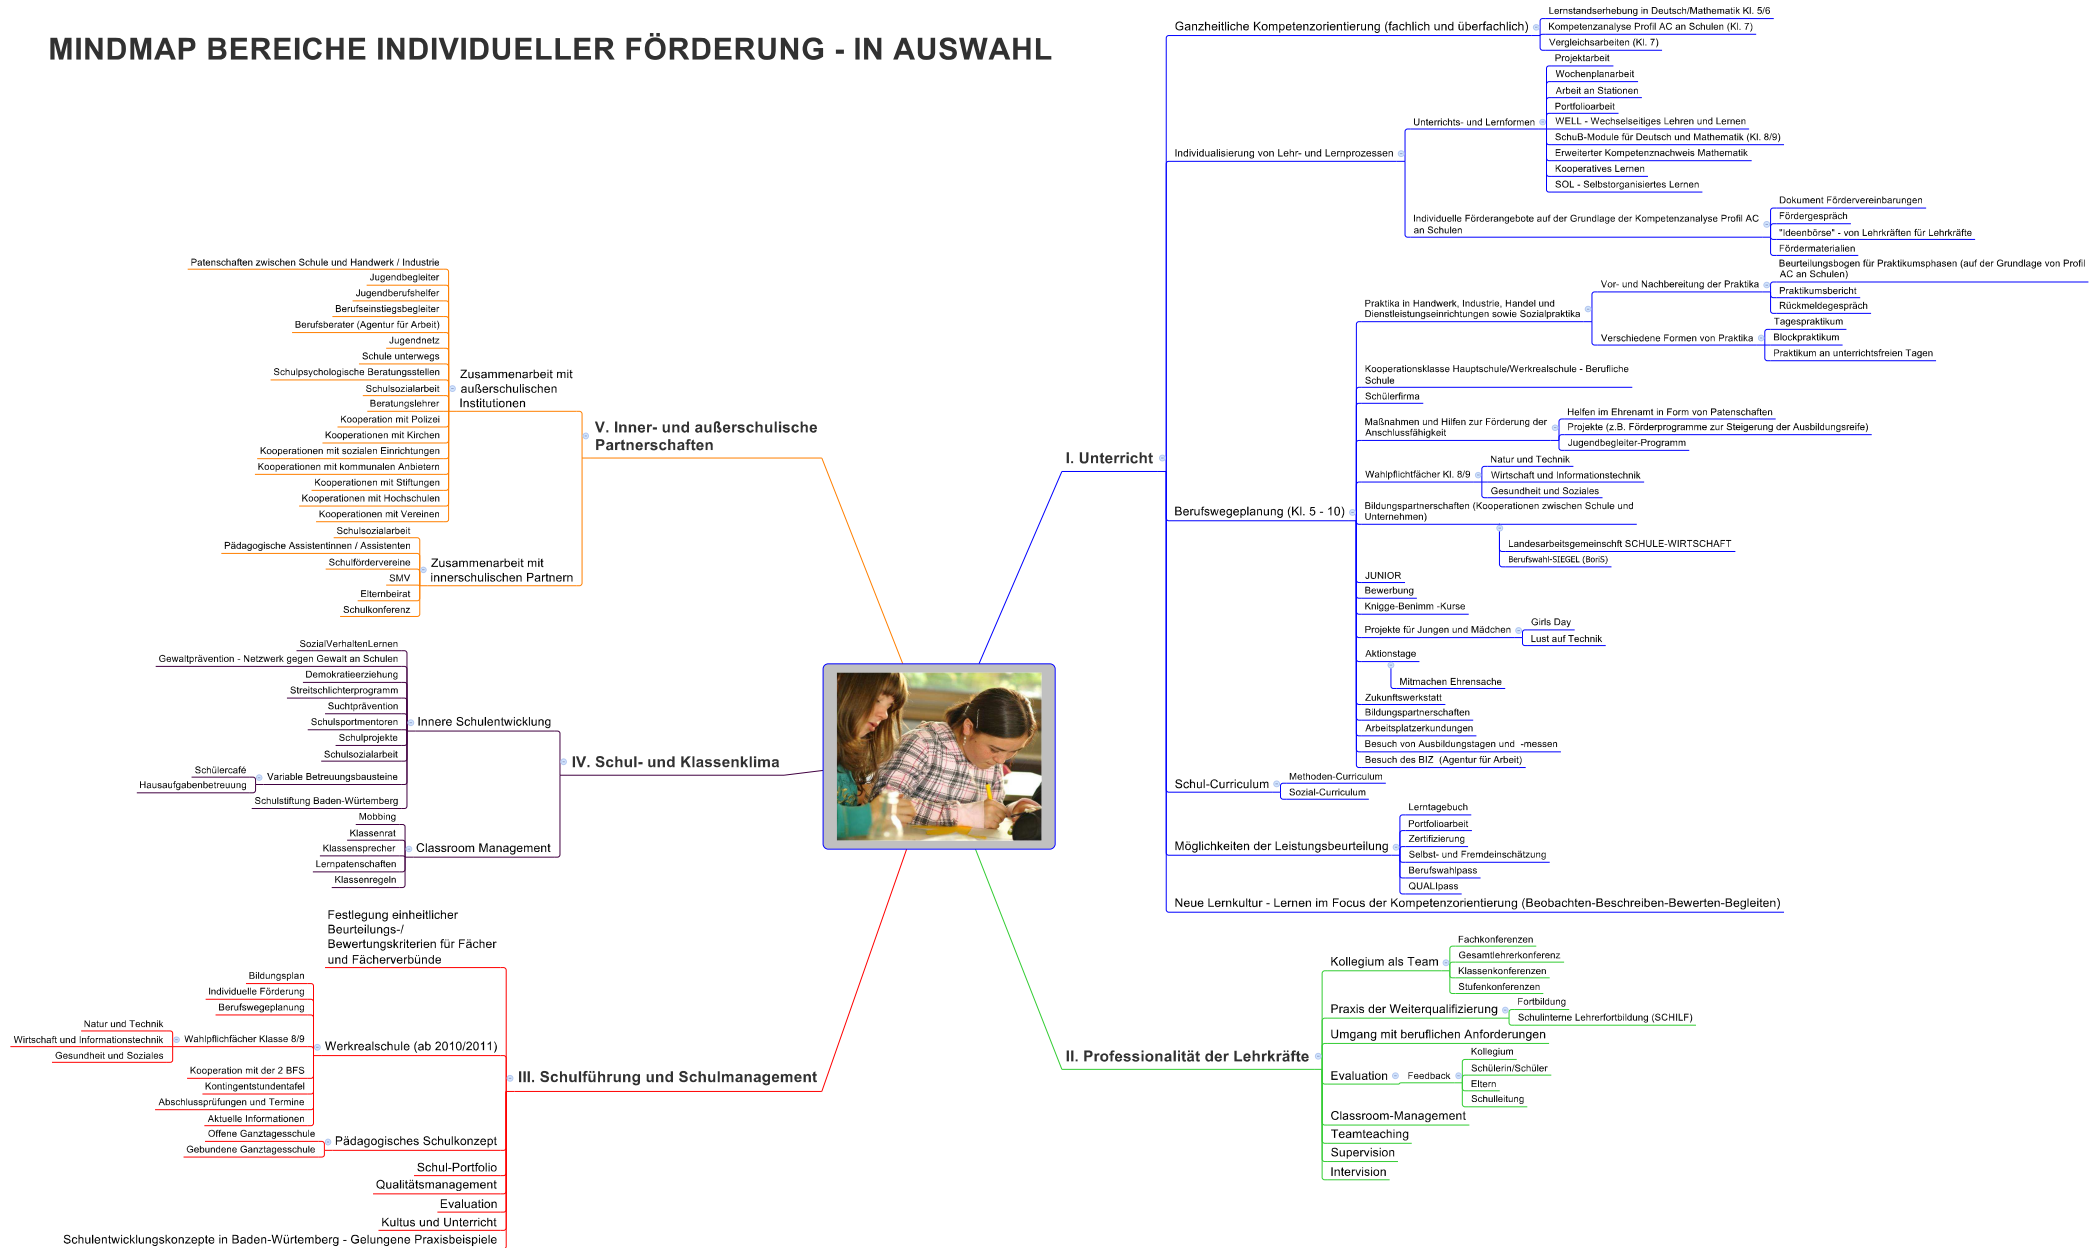 MINDMAP BEREICHE INDIVIDUELLER FÖRDERUNG - IN AUSWAHL
I. Unterricht
Ganzheitliche Kompetenzorientierung (fachlich und überfachlich)
Lernstandserhebung in Deutsch/Mathematik Kl. 5/6
Kompetenzanalyse Profil AC an Schulen (Kl. 7)
Vergleichsarbeiten (Kl. 7)
Individualisierung von Lehr- und Lernprozessen
Unterrichts- und Lernformen
Projektarbeit
Wochenplanarbeit
Arbeit an Stationen
Portfolioarbeit
WELL - Wechselseitiges Lehren und Lernen
SchuB-Module für Deutsch und Mathematik (Kl. 8/9)
Erweiterter Kompetenznachweis Mathematik
Kooperatives Lernen
SOL - Selbstorganisiertes Lernen
Individuelle Förderangebote auf der Grundlage der Kompetenzanalyse Profil AC
an Schulen
Dokument Fördervereinbarungen
Fördergespräch
"Ideenbörse" - von Lehrkräften für Lehrkräfte
Fördermaterialien
Berufswegeplanung (Kl. 5 - 10)
Praktika in Handwerk, Industrie, Handel und
Dienstleistungseinrichtungen sowie Sozialpraktika
Vor- und Nachbereitung der Praktika
Beurteilungsbogen für Praktikumsphasen (auf der Grundlage von Profil
AC an Schulen)
Praktikumsbericht
Rückmeldegespräch
Verschiedene Formen von Praktika
Tagespraktikum
Blockpraktikum
Praktikum an unterrichtsfreien Tagen
Kooperationsklasse Hauptschule/Werkrealschule - Berufliche
Schule
Schülerfirma
Maßnahmen und Hilfen zur Förderung der
Anschlussfähigkeit
Helfen im Ehrenamt in Form von Patenschaften
Projekte (z.B. Förderprogramme zur Steigerung der Ausbildungsreife)
Jugendbegleiter-Programm
Wahlpflichtfächer Kl. 8/9
Natur und Technik
Wirtschaft und Informationstechnik
Gesundheit und Soziales
Bildungspartnerschaften (Kooperationen zwischen Schule und
Unternehmen)
Landesarbeitsgemeinschft SCHULE-WIRTSCHAFT
Berufswahl-SIEGEL (BoriS)
JUNIOR
Bewerbung
Knigge-Benimm -Kurse
Projekte für Jungen und Mädchen
Girls Day
Lust auf Technik
Aktionstage
Mitmachen Ehrensache
Zukunftswerkstatt
Bildungspartnerschaften
Arbeitsplatzerkundungen
Besuch von Ausbildungstagen und -messen
Besuch des BIZ (Agentur für Arbeit)
Schul-Curriculum
Methoden-Curriculum
Sozial-Curriculum
Möglichkeiten der Leistungsbeurteilung
Lerntagebuch
Portfolioarbeit
Zertifizierung
Selbst- und Fremdeinschätzung
Berufswahlpass
QUALIpass
Neue Lernkultur - Lernen im Focus der Kompetenzorientierung (Beobachten-Beschreiben-Bewerten-Begleiten)
II. Professionalität der Lehrkräfte
Kollegium als Team
Fachkonferenzen
Gesamtlehrerkonferenz
Klassenkonferenzen
Stufenkonferenzen
Praxis der Weiterqualifizierung
Fortbildung
Schulinterne Lehrerfortbildung (SCHILF)
Umgang mit beruflichen Anforderungen
Evaluation
Feedback
Kollegium
Schülerin/Schüler
Eltern
Schulleitung
Classroom-Management
Teamteaching
Supervision
Intervision
III. Schulführung und Schulmanagement
Festlegung einheitlicher
Beurteilungs-/
Bewertungskriterien für Fächer
und Fächerverbünde
Werkrealschule (ab 2010/2011)
Bildungsplan
Individuelle Förderung
Berufswegeplanung
Wahlpflichfächer Klasse 8/9
Natur und Technik
Wirtschaft und Informationstechnik
Gesundheit und Soziales
Kooperation mit der 2 BFS
Kontingentstundentafel
Abschlussprüfungen und Termine
Aktuelle Informationen
Pädagogisches Schulkonzept
Offene Ganztagesschule
Gebundene Ganztagesschule
Schul-Portfolio
Qualitätsmanagement
Evaluation
Kultus und Unterricht
Schulentwicklungskonzepte in Baden-Würtemberg - Gelungene Praxisbeispiele
IV. Schul- und Klassenklima
Innere Schulentwicklung
SozialVerhaltenLernen
Gewaltprävention - Netzwerk gegen Gewalt an Schulen
Demokratieerziehung
Streitschlichterprogramm
Suchtprävention
Schulsportmentoren
Schulprojekte
Schulsozialarbeit
Variable Betreuungsbausteine
Schülercafé
Hausaufgabenbetreuung
Schulstiftung Baden-Würtemberg
Classroom Management
Mobbing
Klassenrat
Klassensprecher
Lernpatenschaften
Klassenregeln
V. Inner- und außerschulische
Partnerschaften
Zusammenarbeit mit
außerschulischen
Institutionen
Patenschaften zwischen Schule und Handwerk / Industrie
Jugendbegleiter
Jugendberufshelfer
Berufseinstiegsbegleiter
Berufsberater (Agentur für Arbeit)
Jugendnetz
Schule unterwegs
Schulpsychologische Beratungsstellen
Schulsozialarbeit
Beratungslehrer
Kooperation mit Polizei
Kooperationen mit Kirchen
Kooperationen mit sozialen Einrichtungen
Kooperationen mit kommunalen Anbietern
Kooperationen mit Stiftungen
Kooperationen mit Hochschulen
Kooperationen mit Vereinen
Zusammenarbeit mit
innerschulischen Partnern
Schulsozialarbeit
Pädagogische Assistentinnen / Assistenten
Schulfördervereine
SMV
Elternbeirat
Schulkonferenz